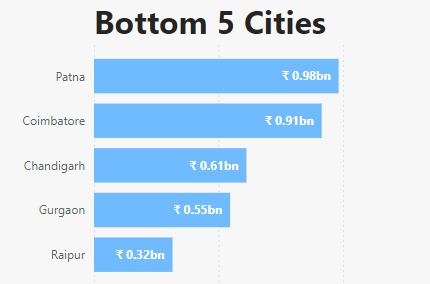 Bottom 5 Cities
Patna ₹ 0.98bn
Coimbatore ₹ 0.91bn
Chandigarh ₹ 0.61bn
Gurgaon ₹ 0.55bn
Raipur ₹ 0.32bn